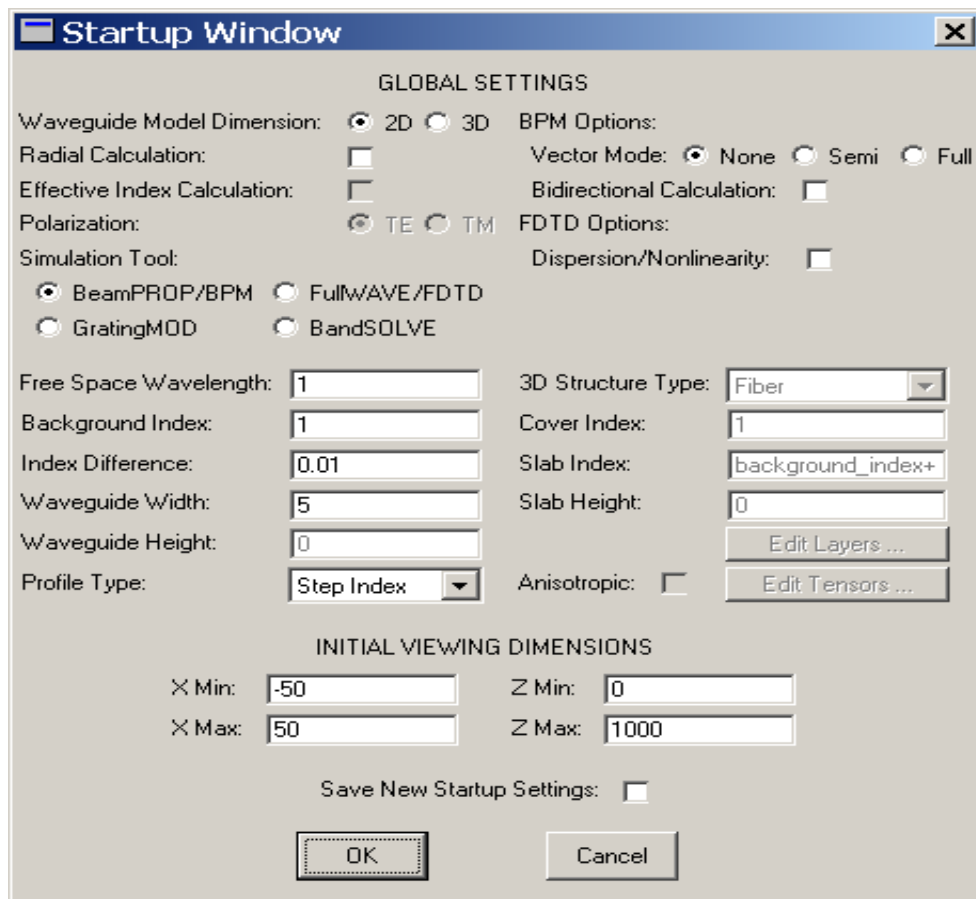 Startup Window
GLOBAL SETTINGS
Waveguide Model Dimension: 2D 3D BPM Options:
Radial Calculation: Vector Mode: None Semi Full
Effective Index Calculation: Bidirectional Calculation:
Polarization: TE TM FDTD Options:
Simulation Tool: Dispersion/Nonlinearity:
BeamPROP/BPM FullWAVE/FDTD
GratingMOD BandSOLVE
Free Space Wavelength: 1 3D Structure Type: Fiber
Background Index: 1 Cover Index: 1
Index Difference: 0.01 Slab Index: background_index+
Waveguide Width: 5 Slab Height: 0
Waveguide Height: 0 Edit Layers ...
Profile Type: Step Index Anisotropic: Edit Tensors ...
INITIAL VIEWING DIMENSIONS
X Min: -50 Z Min: 0
X Max: 50 Z Max: 1000
Save New Startup Settings:
OK Cancel